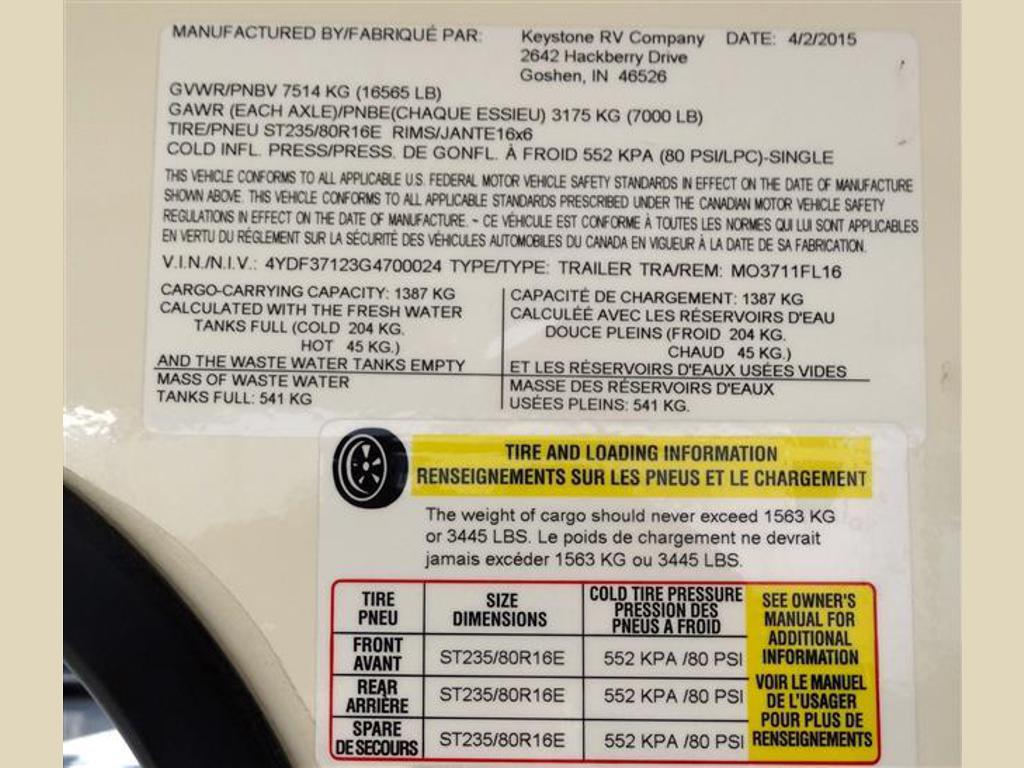 MANUFACTURED BY/FABRIQUÉ PAR: Keystone RV Company DATE: 4/2/2015
2642 Hackberry Drive
Goshen, IN 46526
GVWR/PNBV 7514 KG (16565 LB)
GAWR (EACH AXLE)/PNBE(CHAQUE ESSIEU) 3175 KG (7000 LB)
TIRE/PNEU ST235/80R16E RIMS/JANTE16x6
COLD INFL. PRESS/PRESS. DE GONFL. À FROID 552 KPA (80 PSI/LPC)-SINGLE
THIS VEHICLE CONFORMS TO ALL APPLICABLE U.S. FEDERAL MOTOR VEHICLE SAFETY STANDARDS IN EFFECT ON THE DATE OF MANUFACTURE
SHOWN ABOVE. THIS VEHICLE CONFORMS TO ALL APPLICABLE STANDARDS PRESCRIBED UNDER THE CANADIAN MOTOR VEHICLE SAFETY
REGULATIONS IN EFFECT ON THE DATE OF MANUFACTURE. - CE VÉHICULE EST CONFORME À TOUTES LES NORMES QUI LUI SONT APPLICABLES
EN VERTU DU RÉGLEMENT SUR LA SÉCURITÉ DES VÉHICULES AUTOMOBILES DU CANADA EN VIGUEUR À LA DATE DE SA FABRICATION.
V.I.N./N.I.V.: 4YDF37123G4700024 TYPE/TYPE: TRAILER TRA/REM: MO3711FL16
CARGO-CARRYING CAPACITY: 1387 KG
CALCULATED WITH THE FRESH WATER
TANKS FULL (COLD 204 KG.
HOT 45 KG.)
AND THE WASTE WATER TANKS EMPTY
MASS OF WASTE WATER
TANKS FULL: 541 KG
CAPACITÉ DE CHARGEMENT: 1387 KG
CALCULÉE AVEC LES RÉSERVOIRS D'EAU
DOUCE PLEINS (FROID 204 KG.
CHAUD 45 KG.)
ET LES RÉSERVOIRS D'EAUX USÉES VIDES
MASSE DES RÉSERVOIRS D'EAUX
USÉES PLEINS: 541 KG.
TIRE AND LOADING INFORMATION
RENSEIGNEMENTS SUR LES PNEUS ET LE CHARGEMENT
The weight of cargo should never exceed 1563 KG
or 3445 LBS. Le poids de chargement ne devrait
jamais excéder 1563 KG ou 3445 LBS.
TIRE
PNEU
SIZE
DIMENSIONS
COLD TIRE PRESSURE
PRESSION DES
PNEUS A FROID
FRONT
AVANT
ST235/80R16E
552 KPA /80 PSI
REAR
ARRIÈRE
ST235/80R16E
552 KPA /80 PSI
SPARE
DE SECOURS
ST235/80R16E
552 KPA /80 PSI
SEE OWNER'S
MANUAL FOR
ADDITIONAL
INFORMATION
VOIR LE MANUEL
DE L'USAGER
POUR PLUS DE
RENSEIGNEMENTS